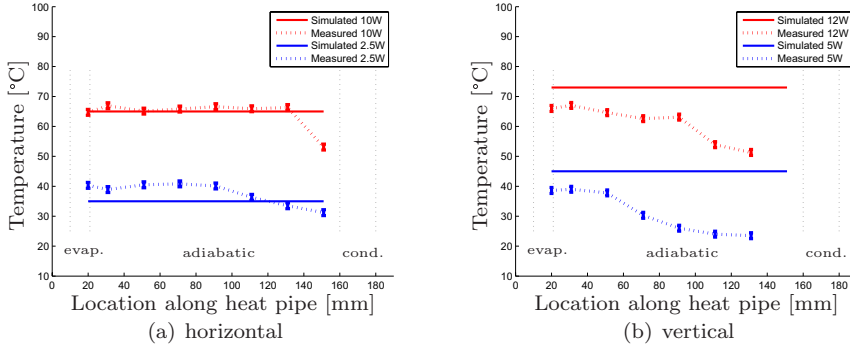 100
90
80
70
60
50
40
30
20
10
0 20 40 60 80 100 120 140 160 180
Temperature [°C]
Location along heat pipe [mm]
Simulated 10W
Measured 10W
Simulated 2.5W
Measured 2.5W
evap.
adiabatic
cond.
(a) horizontal
100
90
80
70
60
50
40
30
20
10
0 20 40 60 80 100 120 140 160 180
Temperature [°C]
Location along heat pipe [mm]
Simulated 12W
Measured 12W
Simulated 5W
Measured 5W
evap.
adiabatic
cond.
(b) vertical